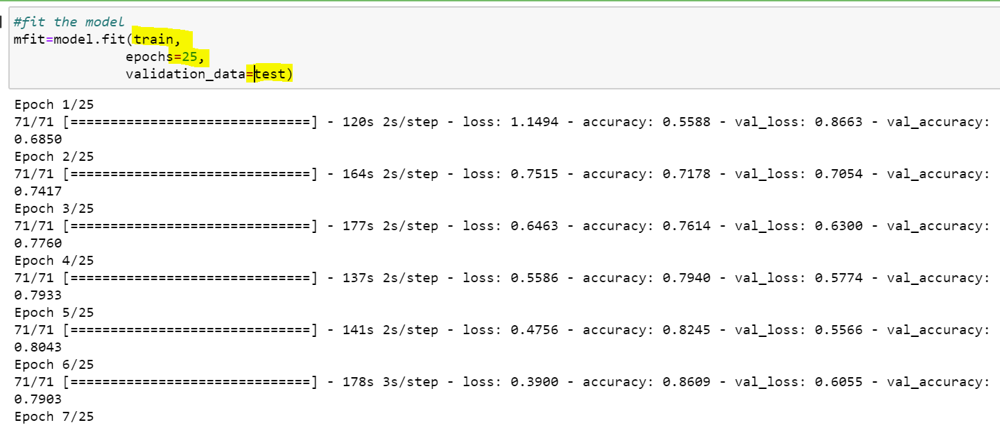 #fit the model
mfit=model.fit(train,
epochs=25,
validation_data=test)
Epoch 1/25
71/71 [==============================] - 120s 2s/step - loss: 1.1494 - accuracy: 0.5588 - val_loss: 0.8663 - val_accuracy:
0.6850
Epoch 2/25
71/71 [==============================] - 164s 2s/step - loss: 0.7515 - accuracy: 0.7178 - val_loss: 0.7054 - val_accuracy:
0.7417
Epoch 3/25
71/71 [==============================] - 177s 2s/step - loss: 0.6463 - accuracy: 0.7614 - val_loss: 0.6300 - val_accuracy:
0.7760
Epoch 4/25
71/71 [==============================] - 137s 2s/step - loss: 0.5586 - accuracy: 0.7940 - val_loss: 0.5774 - val_accuracy:
0.7933
Epoch 5/25
71/71 [==============================] - 141s 2s/step - loss: 0.4756 - accuracy: 0.8245 - val_loss: 0.5566 - val_accuracy:
0.8043
Epoch 6/25
71/71 [==============================] - 178s 3s/step - loss: 0.3900 - accuracy: 0.8609 - val_loss: 0.6055 - val_accuracy:
0.7903
Epoch 7/25